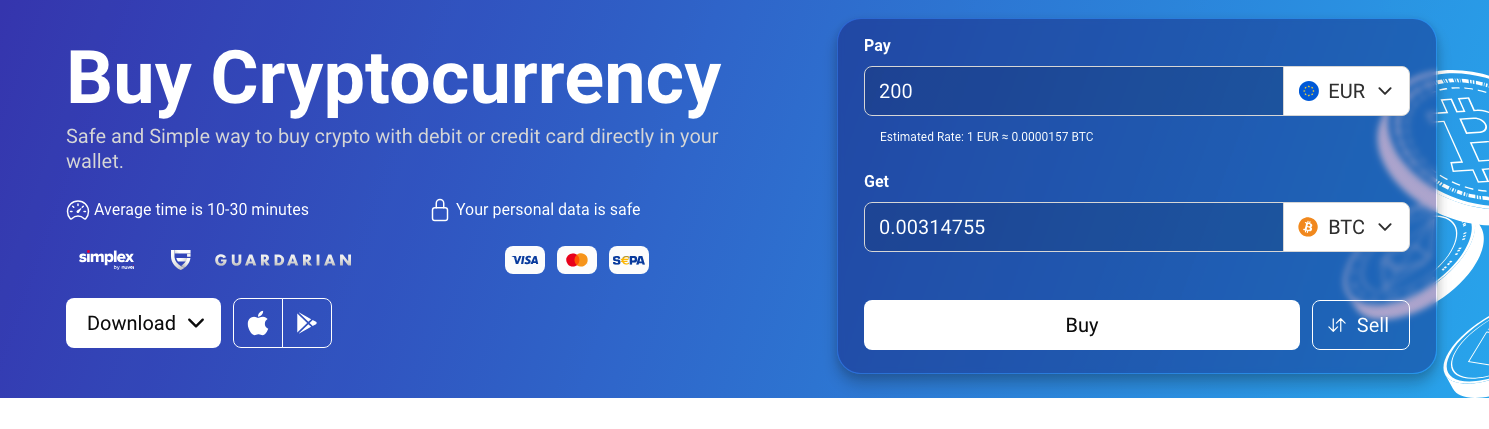 Buy Cryptocurrency
Safe and Simple way to buy crypto with debit or credit card directly in your
wallet.
Average time is 10-30 minutes
Your personal data is safe
simplex
by nuvei
GUARDARIAN
VISA
SEPA
Download
Pay
200
EUR
Estimated Rate: 1 EUR ≈ 0.0000157 BTC
Get
0.00314755
BTC
Buy
Sell